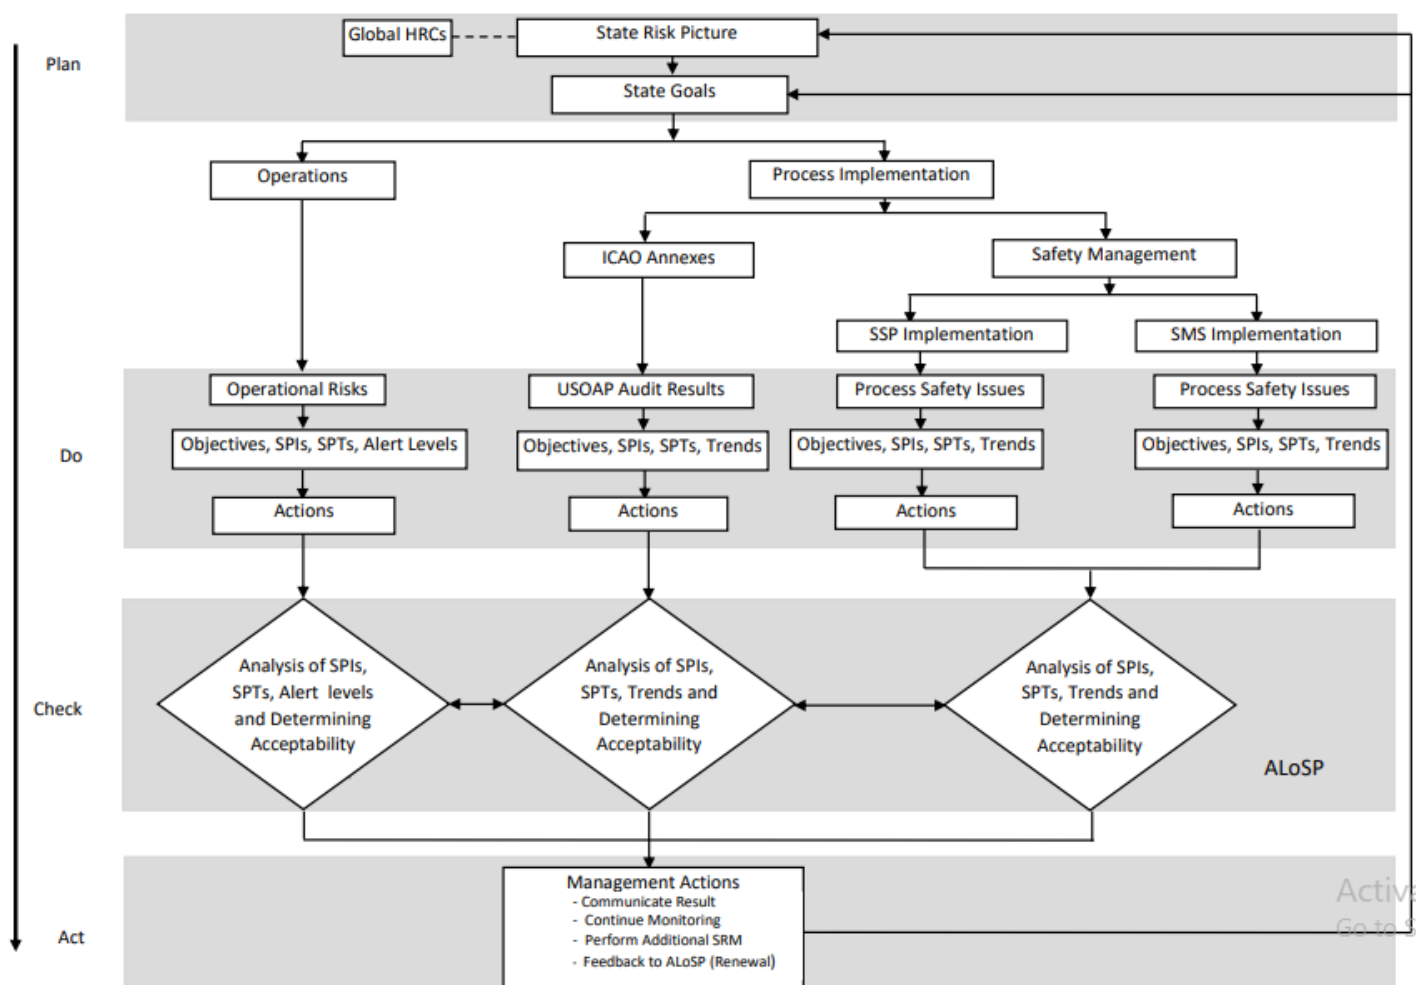 Global HRCs
State Risk Picture
Plan
State Goals
Operations
Process Implementation
ICAO Annexes
Safety Management
SSP Implementation
SMS Implementation
Operational Risks
USOAP Audit Results
Process Safety Issues
Process Safety Issues
Do
Objectives, SPIs, SPTs, Alert Levels
Objectives, SPIs, SPTs, Trends
Objectives, SPIs, SPTs, Trends
Objectives, SPIs, SPTs, Trends
Actions
Actions
Actions
Actions
Check
Analysis of SPIs,
SPTs, Alert levels
and Determining
Acceptability
Analysis of SPIs,
SPTs, Trends and
Determining
Acceptability
Analysis of SPIs,
SPTs, Trends and
Determining
Acceptability
ALoSP
Act
Management Actions
- Communicate Result
- Continue Monitoring
- Perform Additional SRM
- Feedback to ALoSP (Renewal)
Go to